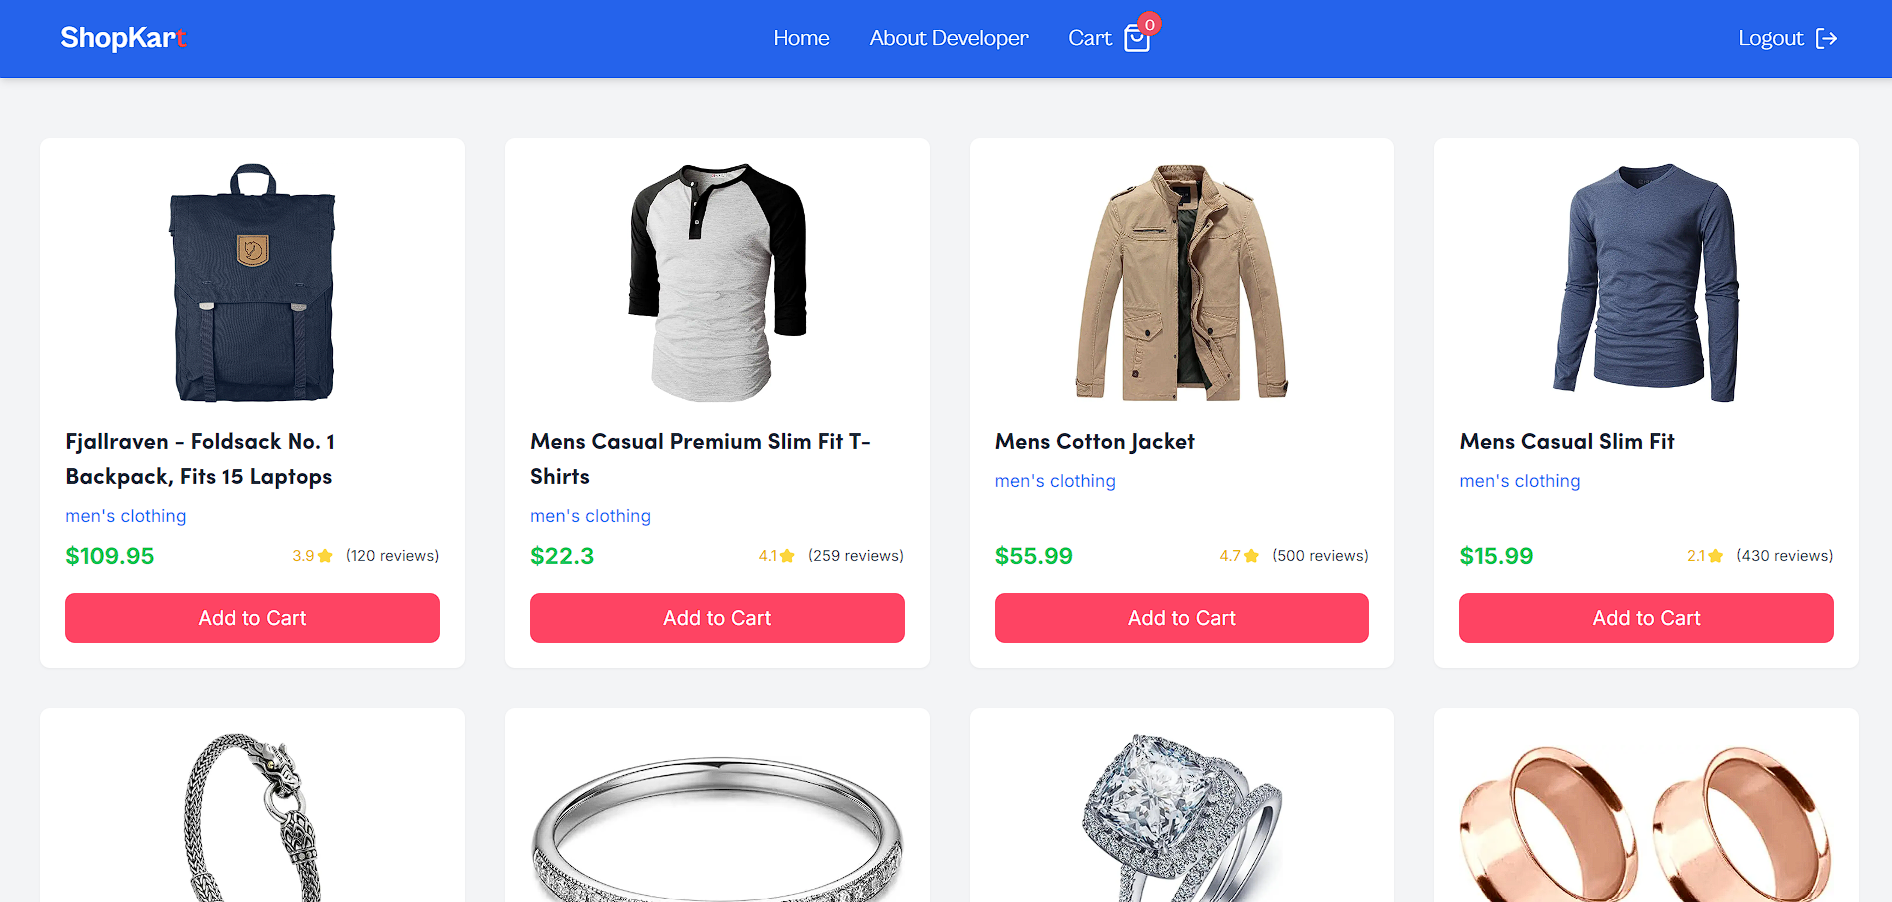 ShopKart
Home
About Developer
Cart
0
Logout
Fjallraven - Foldsack No. 1
Backpack, Fits 15 Laptops
men's clothing
$109.95
3.9
(120 reviews)
Add to Cart
Mens Casual Premium Slim Fit T-
Shirts
men's clothing
$22.3
4.1
(259 reviews)
Add to Cart
Mens Cotton Jacket
men's clothing
$55.99
4.7
(500 reviews)
Add to Cart
Mens Casual Slim Fit
men's clothing
$15.99
2.1
(430 reviews)
Add to Cart